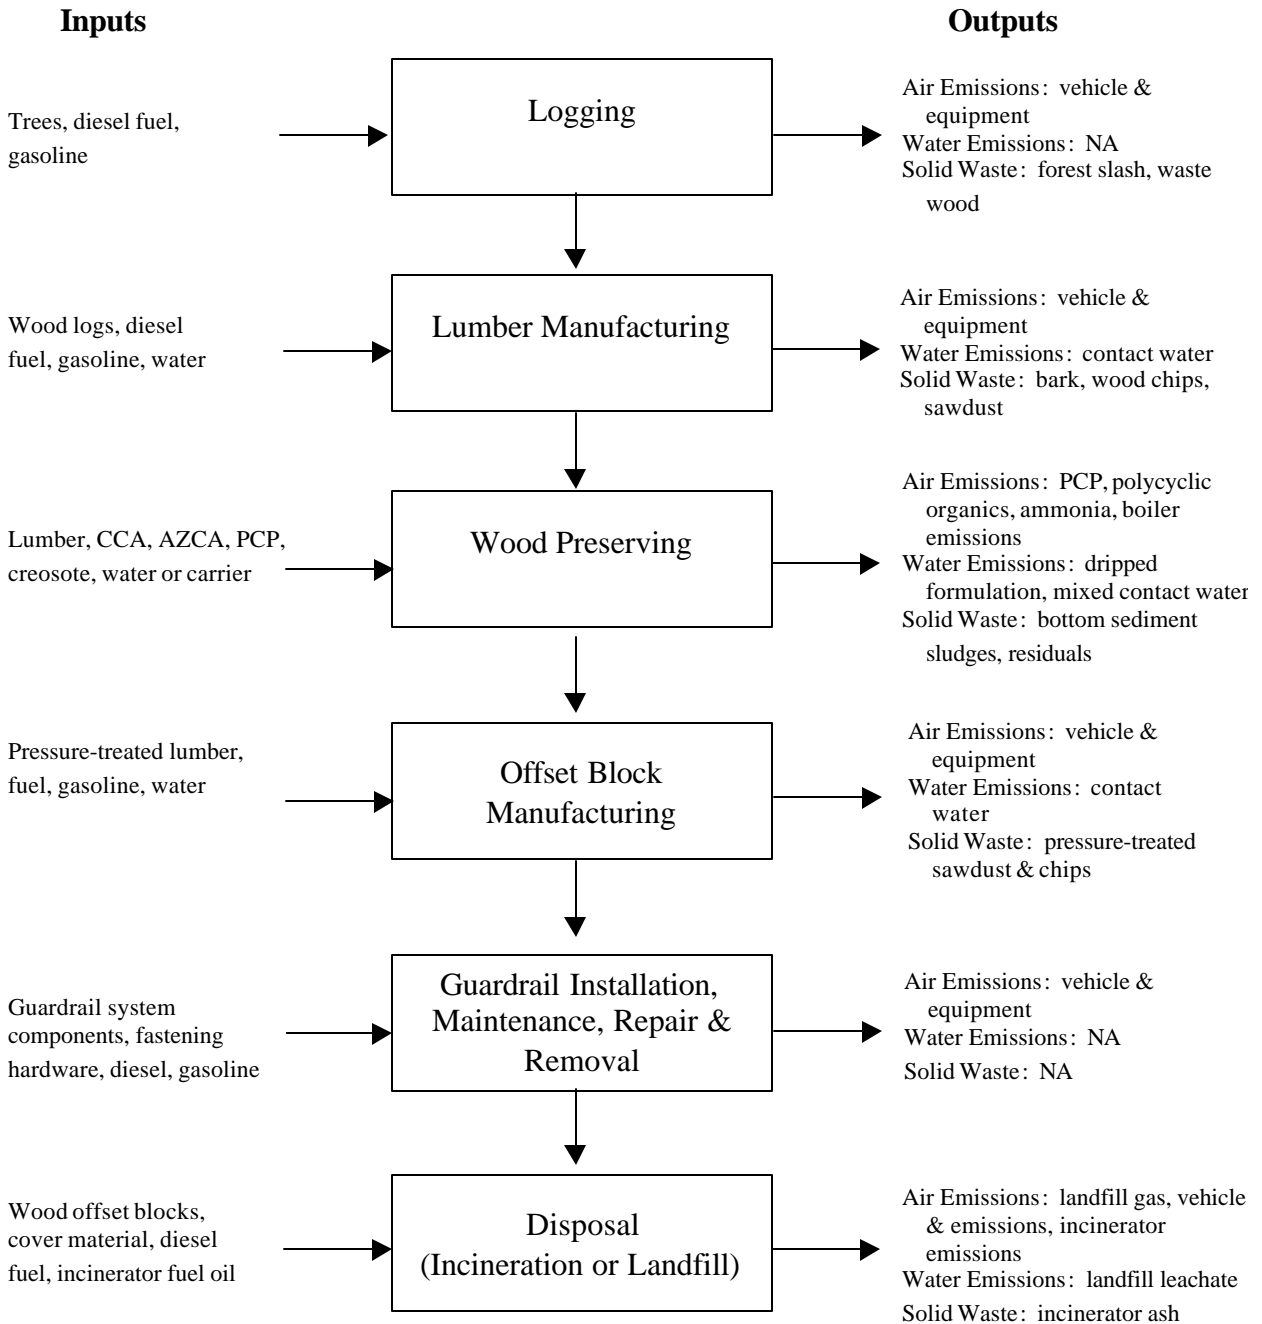 Inputs
Outputs
Trees, diesel fuel,
gasoline
Logging
Air Emissions: vehicle &
equipment
Water Emissions: NA
Solid Waste: forest slash, waste
wood
Wood logs, diesel
fuel, gasoline, water
Lumber Manufacturing
Air Emissions: vehicle &
equipment
Water Emissions: contact water
Solid Waste: bark, wood chips,
sawdust
Lumber, CCA, AZCA, PCP,
creosote, water or carrier
Wood Preserving
Air Emissions: PCP, polycyclic
organics, ammonia, boiler
emissions
Water Emissions: dripped
formulation, mixed contact water
Solid Waste: bottom sediment
sludges, residuals
Pressure-treated lumber,
fuel, gasoline, water
Offset Block
Manufacturing
Air Emissions: vehicle &
equipment
Water Emissions: contact
water
Solid Waste: pressure-treated
sawdust & chips
Guardrail system
components, fastening
hardware, diesel, gasoline
Guardrail Installation,
Maintenance, Repair &
Removal
Air Emissions: vehicle &
equipment
Water Emissions: NA
Solid Waste: NA
Wood offset blocks,
cover material, diesel
fuel, incinerator fuel oil
Disposal
(Incineration or Landfill)
Air Emissions: landfill gas, vehicle
& emissions, incinerator
emissions
Water Emissions: landfill leachate
Solid Waste: incinerator ash